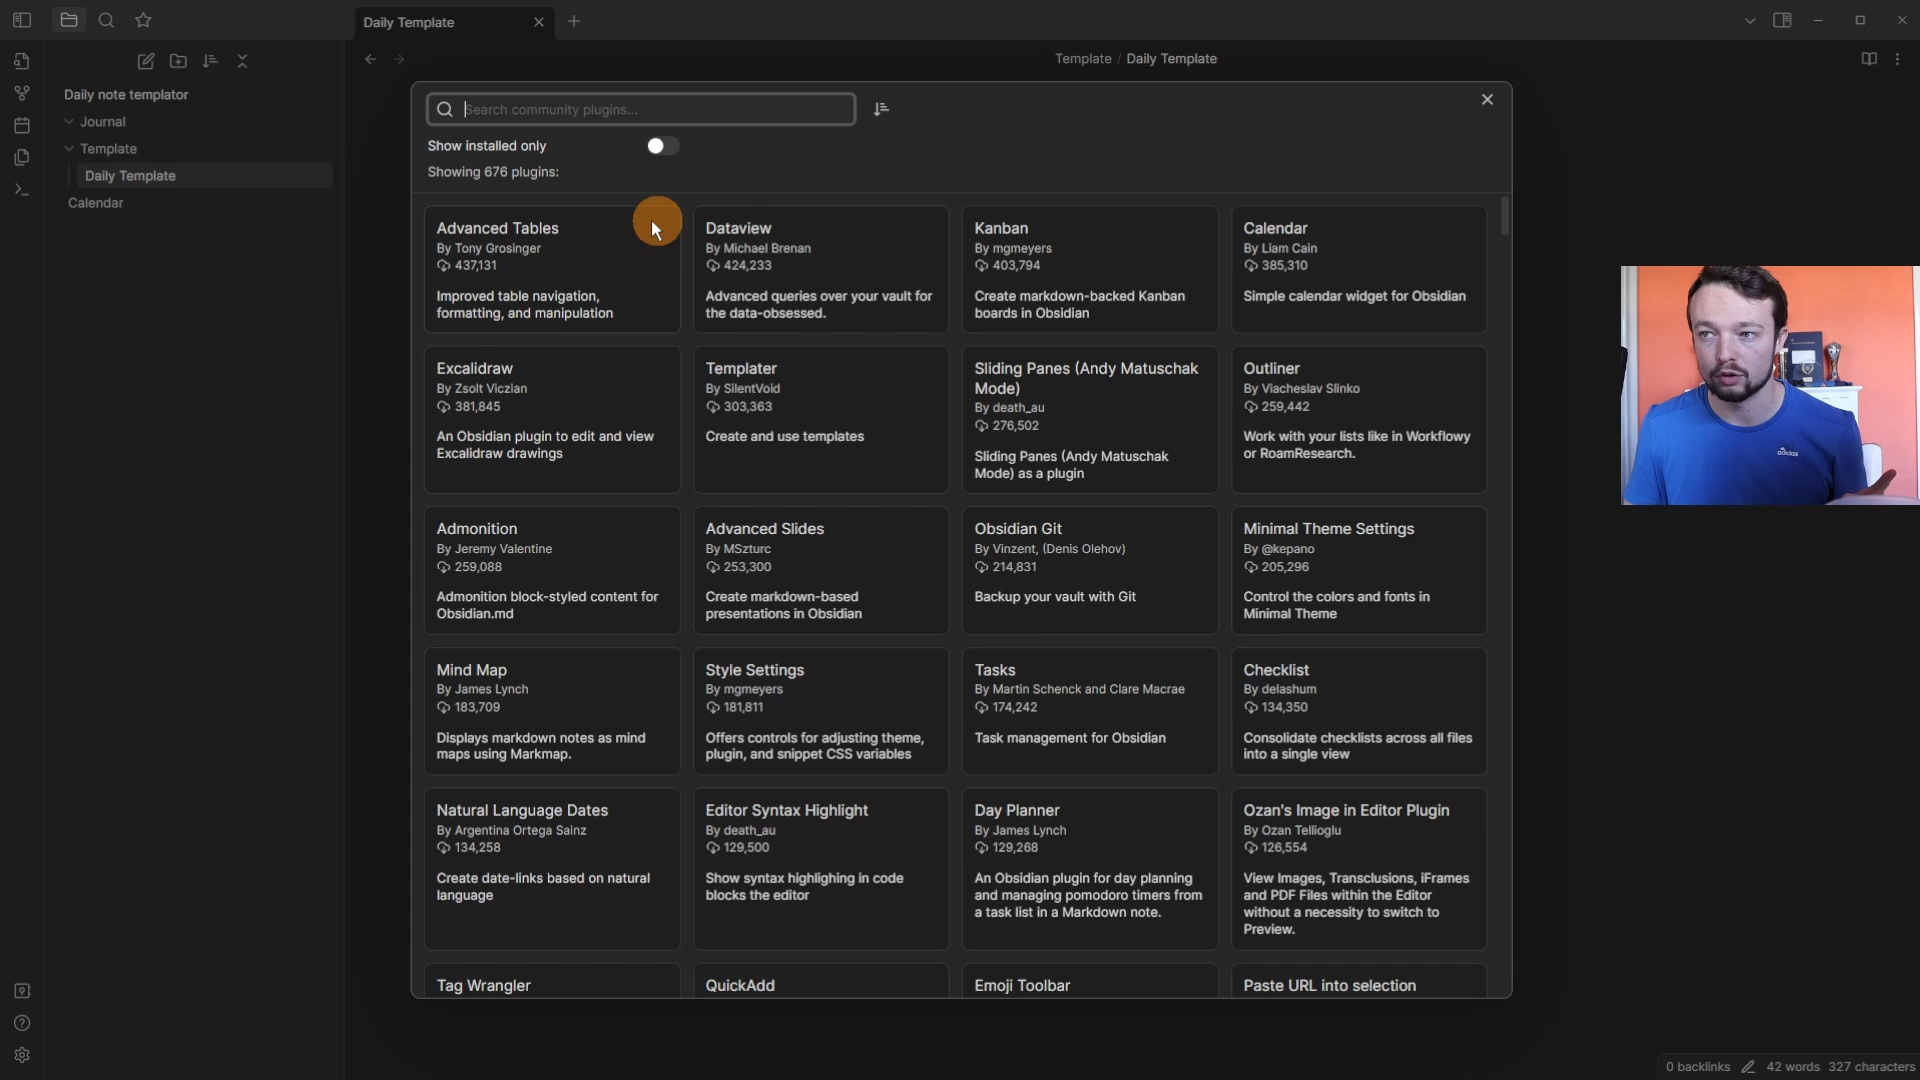 Daily Template
Daily note templator
Journal
Template
Daily Template
Calendar
Template / Daily Template
Search community plugins...
Show installed only
Showing 676 plugins:
Advanced Tables
By Tony Grosinger
437,131
Improved table navigation,
formatting, and manipulation
Dataview
By Michael Brenan
424,233
Advanced queries over your vault for
the data-obsessed.
Kanban
By mgmeyers
403,794
Create markdown-backed Kanban
boards in Obsidian
Calendar
By Liam Cain
385,310
Simple calendar widget for Obsidian
Excalidraw
By Zsolt Viczian
381,845
An Obsidian plugin to edit and view
Excalidraw drawings
Templater
By SilentVoid
303,363
Create and use templates
Sliding Panes (Andy Matuschak
Mode)
By death_au
276,502
Sliding Panes (Andy Matuschak
Mode) as a plugin
Outliner
By Viacheslav Slinko
259,442
Work with your lists like in Workflowy
or RoamResearch.
Admonition
By Jeremy Valentine
259,088
Admonition block-styled content for
Obsidian.md
Advanced Slides
By MSzturc
253,300
Create markdown-based
presentations in Obsidian
Obsidian Git
By Vinzent, (Denis Olehov)
214,831
Backup your vault with Git
Minimal Theme Settings
By @kepano
205,296
Control the colors and fonts in
Minimal Theme
Mind Map
By James Lynch
183,709
Displays markdown notes as mind
maps using Markmap.
Style Settings
By mgmeyers
181,811
Offers controls for adjusting theme,
plugin, and snippet CSS variables
Tasks
By Martin Schenck and Clare Macrae
174,242
Task management for Obsidian
Checklist
By delashum
134,350
Consolidate checklists across all files
into a single view
Natural Language Dates
By Argentina Ortega Sainz
134,258
Create date-links based on natural
language
Editor Syntax Highlight
By death_au
129,500
Show syntax highlighing in code
blocks the editor
Day Planner
By James Lynch
129,268
An Obsidian plugin for day planning
and managing pomodoro timers from
a task list in a Markdown note.
Ozan's Image in Editor Plugin
By Ozan Tellioglu
126,554
View Images, Transclusions, iFrames
and PDF Files within the Editor
without a necessity to switch to
Preview.
Tag Wrangler
QuickAdd
Emoji Toolbar
Paste URL into selection
adidas
0 backlinks 42 words 327 characters